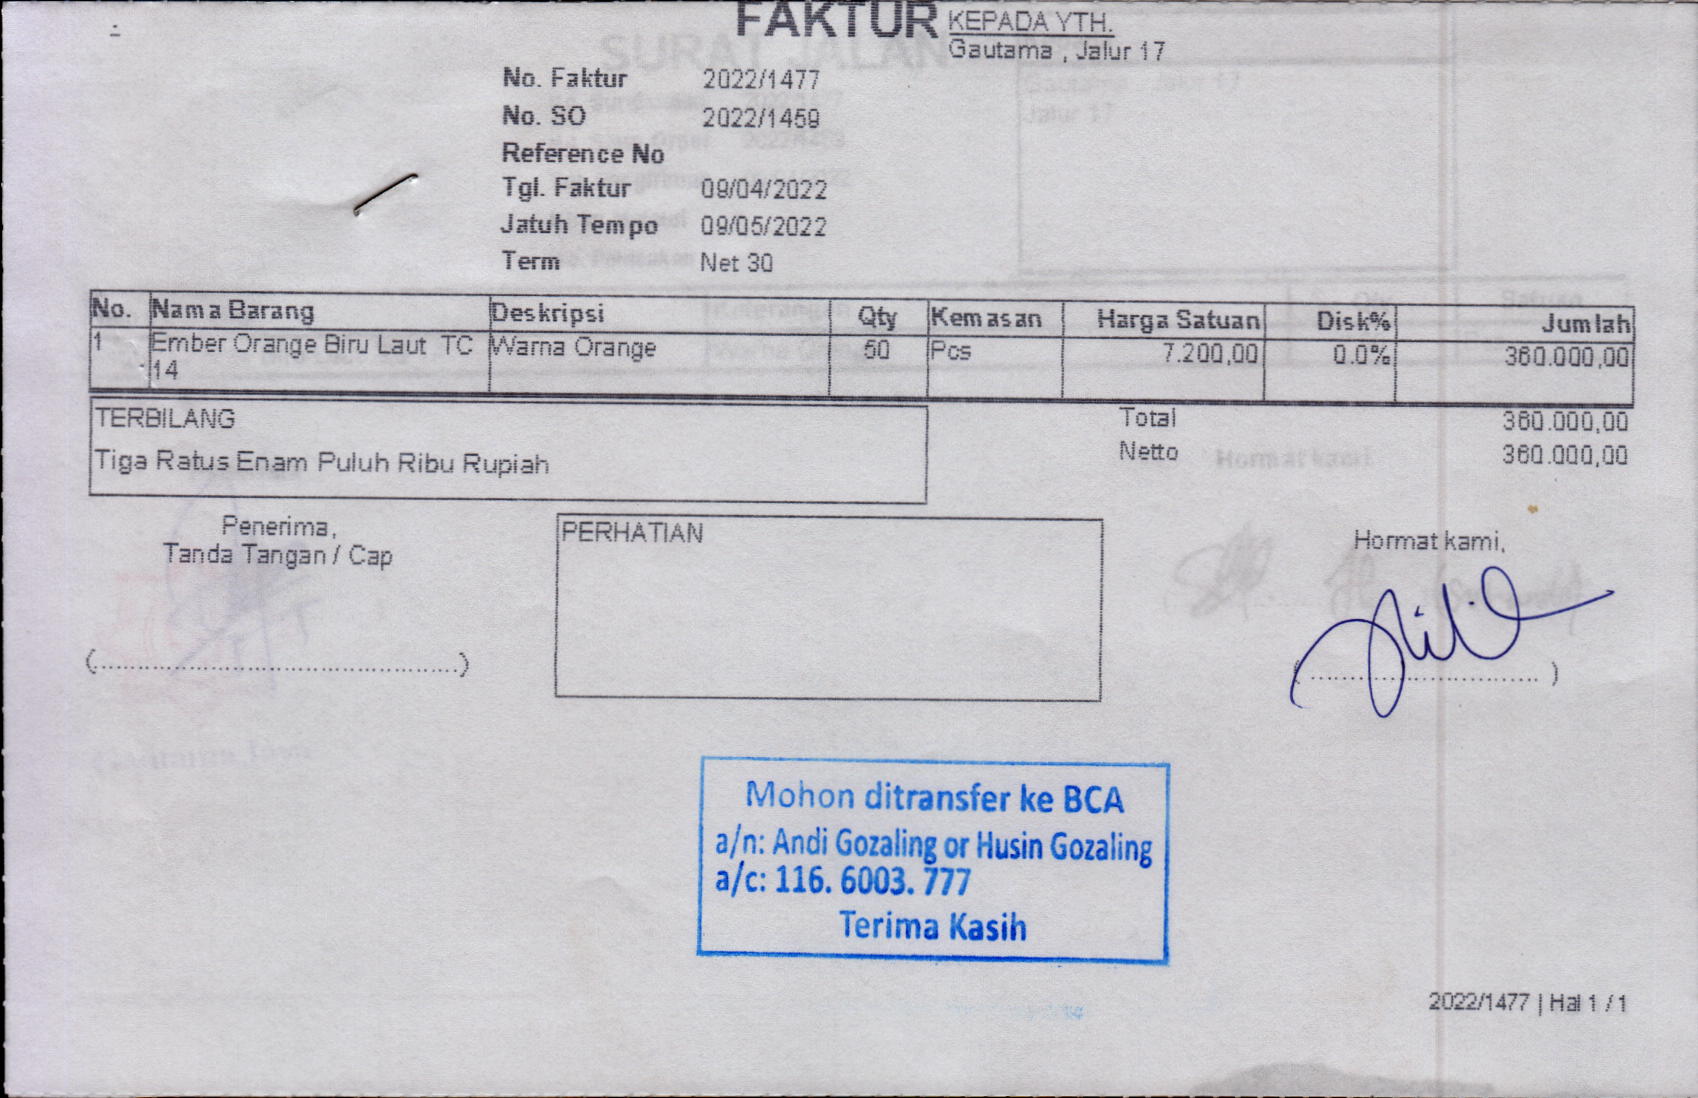 FAKTUR
KEPADA YTH.
Gautama , Jalur 17
No. Faktur 2022/1477
No. SO 2022/1459
Reference No
Tgl. Faktur 09/04/2022
Jatuh Tempo 09/05/2022
Term Net 30
No. Nama Barang Deskripsi Qty Kemasan Harga Satuan Disk% Jumlah
1 Ember Orange Biru Laut TC Warna Orange 50 Pcs 7.200,00 0.0% 360.000,00
14
TERBILANG
Tiga Ratus Enam Puluh Ribu Rupiah
Total 360.000,00
Netto 360.000,00
Penerima,
Tanda Tangan / Cap
(..................................................)
PERHATIAN
Hormat kami,
(................................)
Mohon ditransfer ke BCA
a/n: Andi Gozaling or Husin Gozaling
a/c: 116. 6003. 777
Terima Kasih
2022/1477 | Hal 1 / 1